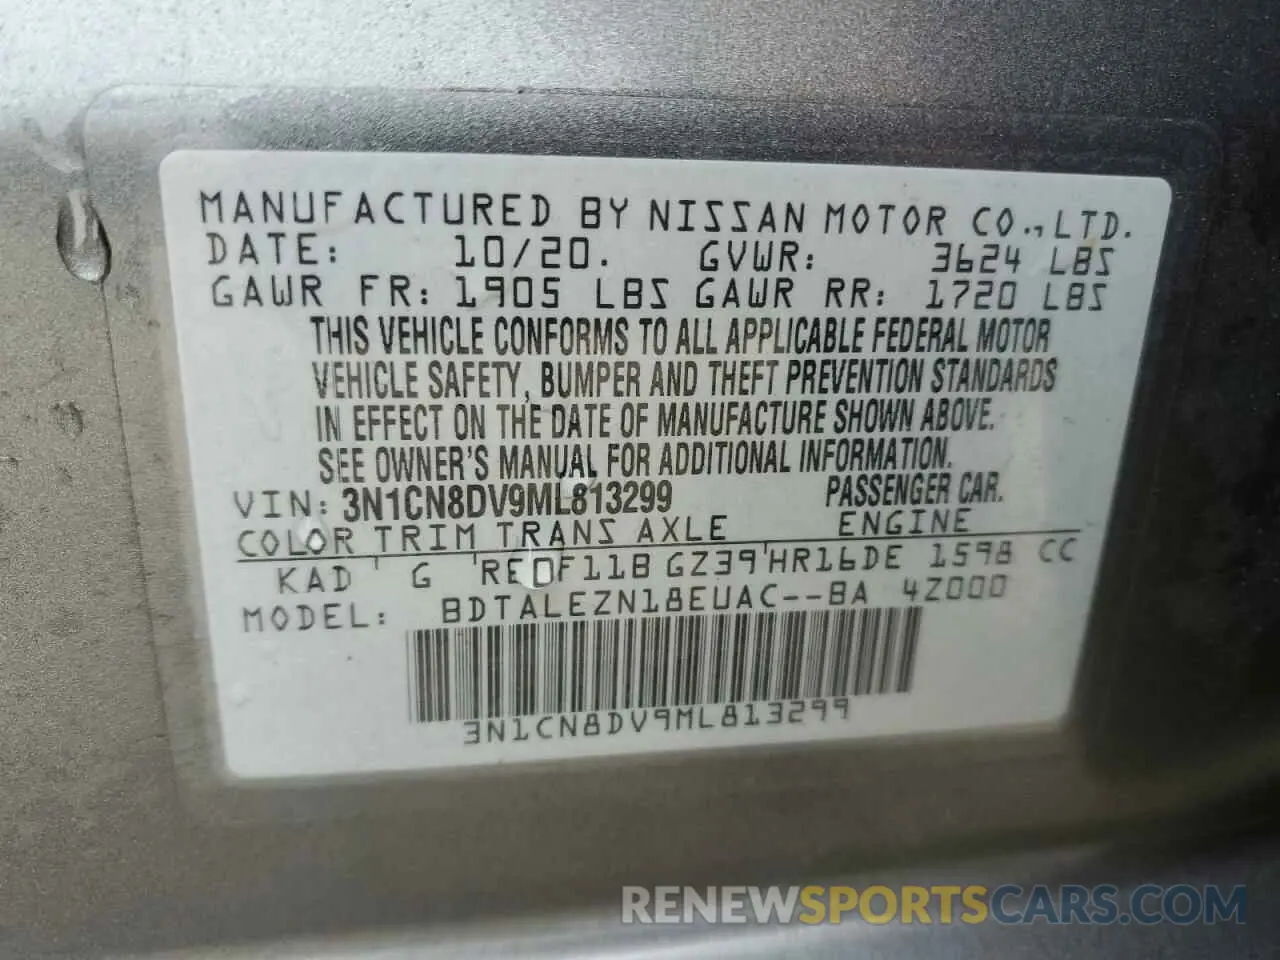 MANUFACTURED BY NISSAN MOTOR CO., LTD.
DATE: 10/20. GVWR: 3624 LBS
GAWR FR: 1905 LBS GAWR RR: 1720 LBS
THIS VEHICLE CONFORMS TO ALL APPLICABLE FEDERAL MOTOR
VEHICLE SAFETY, BUMPER AND THEFT PREVENTION STANDARDS
IN EFFECT ON THE DATE OF MANUFACTURE SHOWN ABOVE.
SEE OWNER'S MANUAL FOR ADDITIONAL INFORMATION.
VIN: 3N1CN8DV9ML813299 PASSENGER CAR.
COLOR TRIM TRANS AXLE ENGINE
KAD ' G 'RE0F11B GZ39'HR16DE 1598 CC
MODEL: BDTALEZN18EUAC--BA 4Z000
3N1CN8DV9ML813299
RENEWSPORTSCARS.COM